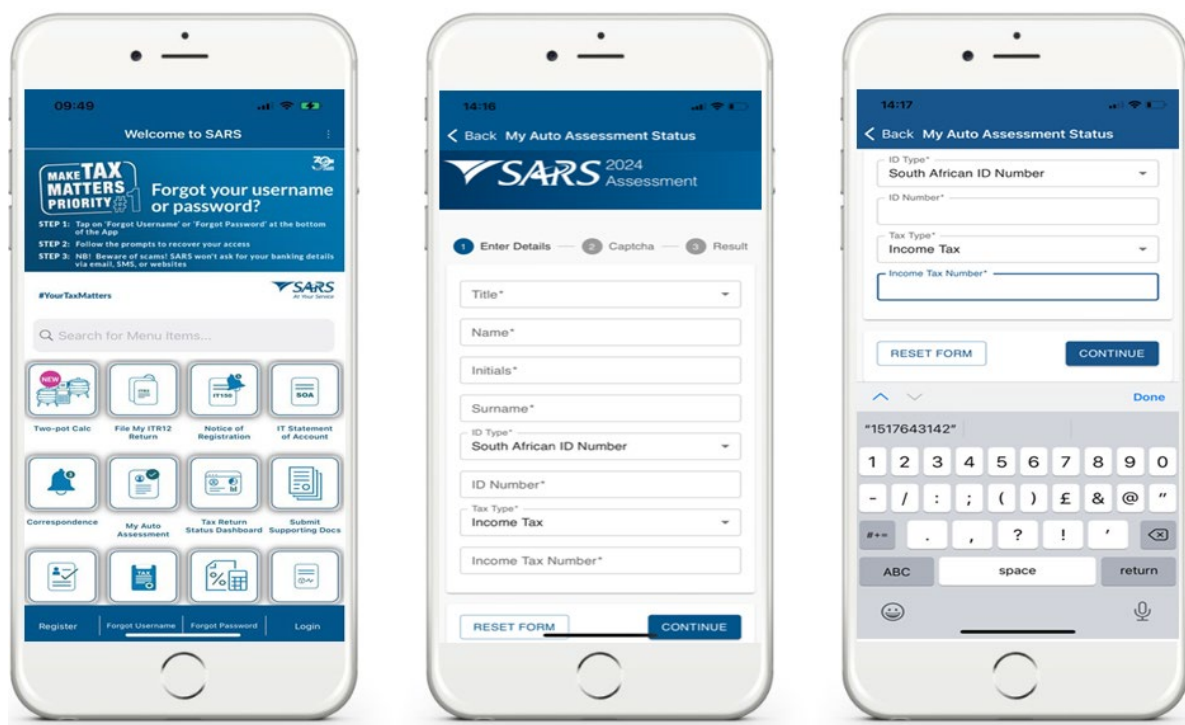 09:49
Welcome to SARS
MAKE TAX
MATTERS
PRIORITY #1
Forgot your username
or password?
STEP 1: Tap on 'Forgot Username' or 'Forgot Password' at the bottom
of the App
STEP 2: Follow the prompts to recover your access
STEP 3: NB! Beware of scams! SARS won't ask for your banking details
via email, SMS, or websites
#YourTaxMatters
SARS
At Your Service
Search for Menu Items...
NEW
IT150
SOA
Two-pot Calc
File My ITR12
Return
Notice of
Registration
IT Statement
of Account
Correspondence
My Auto
Assessment
Tax Return
Status Dashboard
Submit
Supporting Docs
TAX
Register
Forgot Username
Forgot Password
Login
14:16
Back My Auto Assessment Status
SARS 2024
Assessment
1 Enter Details
2 Captcha
3 Result
Title*
Name*
Initials*
Surname*
ID Type*
South African ID Number
ID Number*
Tax Type*
Income Tax
Income Tax Number*
RESET FORM
CONTINUE
14:17
Back My Auto Assessment Status
ID Type*
South African ID Number
ID Number*
Tax Type*
Income Tax
Income Tax Number*
RESET FORM
CONTINUE
Done
"1517643142"
1 2 3 4 5 6 7 8 9 0
- / : ; ( ) £ & @ "
#+= . , ? ! '
ABC space return